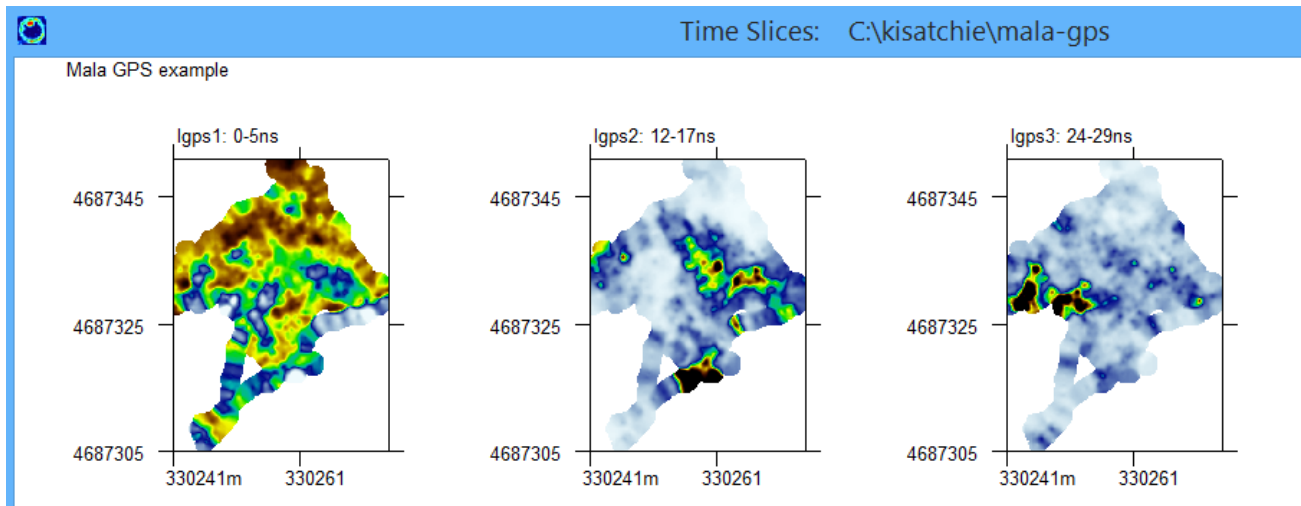 Time Slices: C:\kisatchie\mala-gps
Mala GPS example
lgps1: 0-5ns
4687345
4687325
4687305
330241m 330261
lgps2: 12-17ns
4687345
4687325
4687305
330241m 330261
lgps3: 24-29ns
4687345
4687325
4687305
330241m 330261